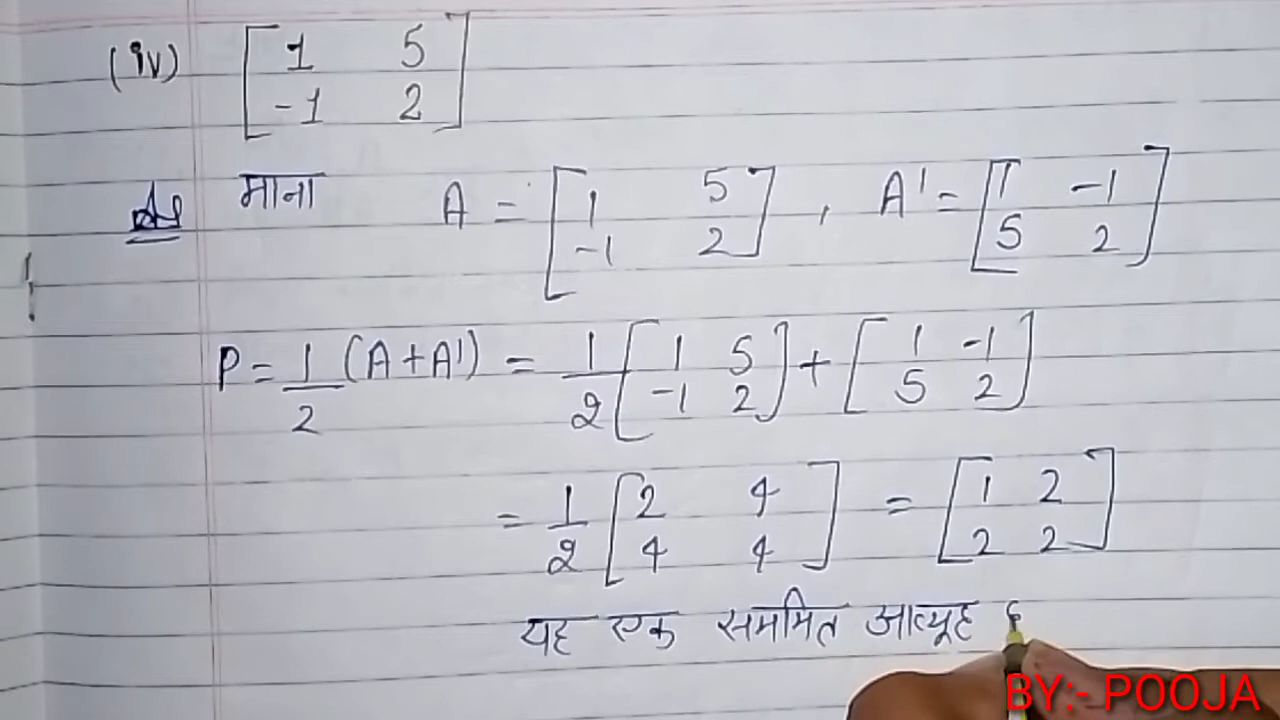 (iv) [1 5
-1 2]
Ans माना A = [1 5
-1 2] , A' = [1 -1
5 2]
P = 1/2 (A + A') = 1/2 [1 5
-1 2] + [1 -1
5 2]
= 1/2 [2 4
4 4] = [1 2
2 2]
यह एक सममित आव्यूह
BY:- POOJA